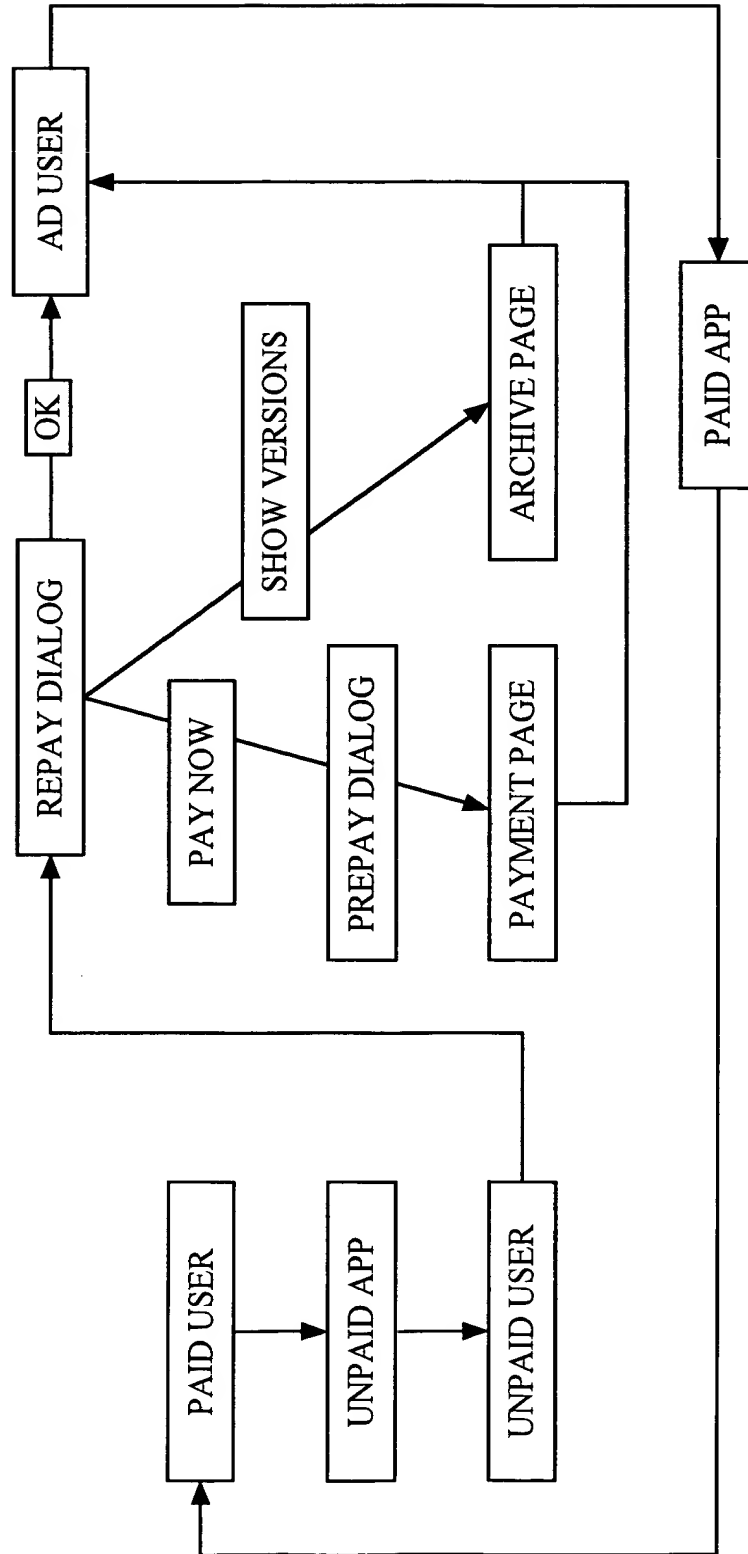 REPAY DIALOG
OK
AD USER
PAID USER
PAY NOW
SHOW VERSIONS
UNPAID APP
PREPAY DIALOG
UNPAID USER
PAYMENT PAGE
ARCHIVE PAGE
PAID APP